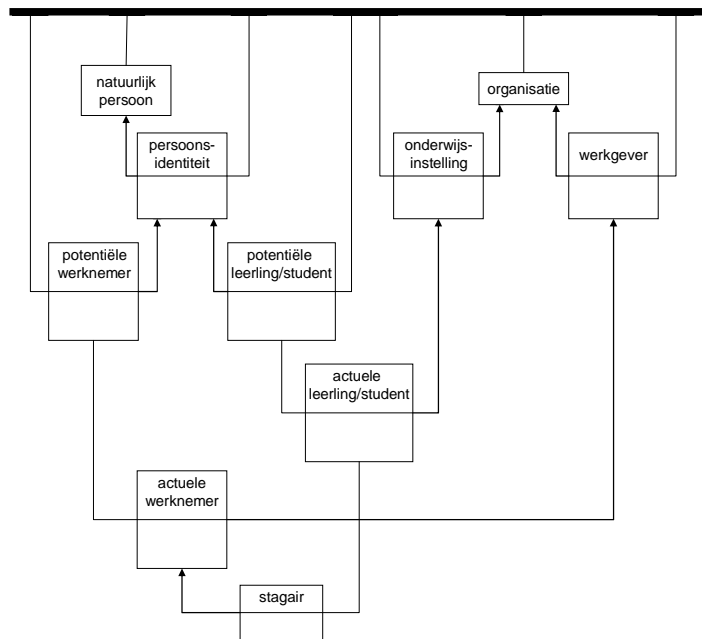 natuurlijk
persoon
organisatie
persoons-
identiteit
onderwijs-
instelling
werkgever
potentiële
werknemer
potentiële
leerling/student
actuele
leerling/student
actuele
werknemer
stagair